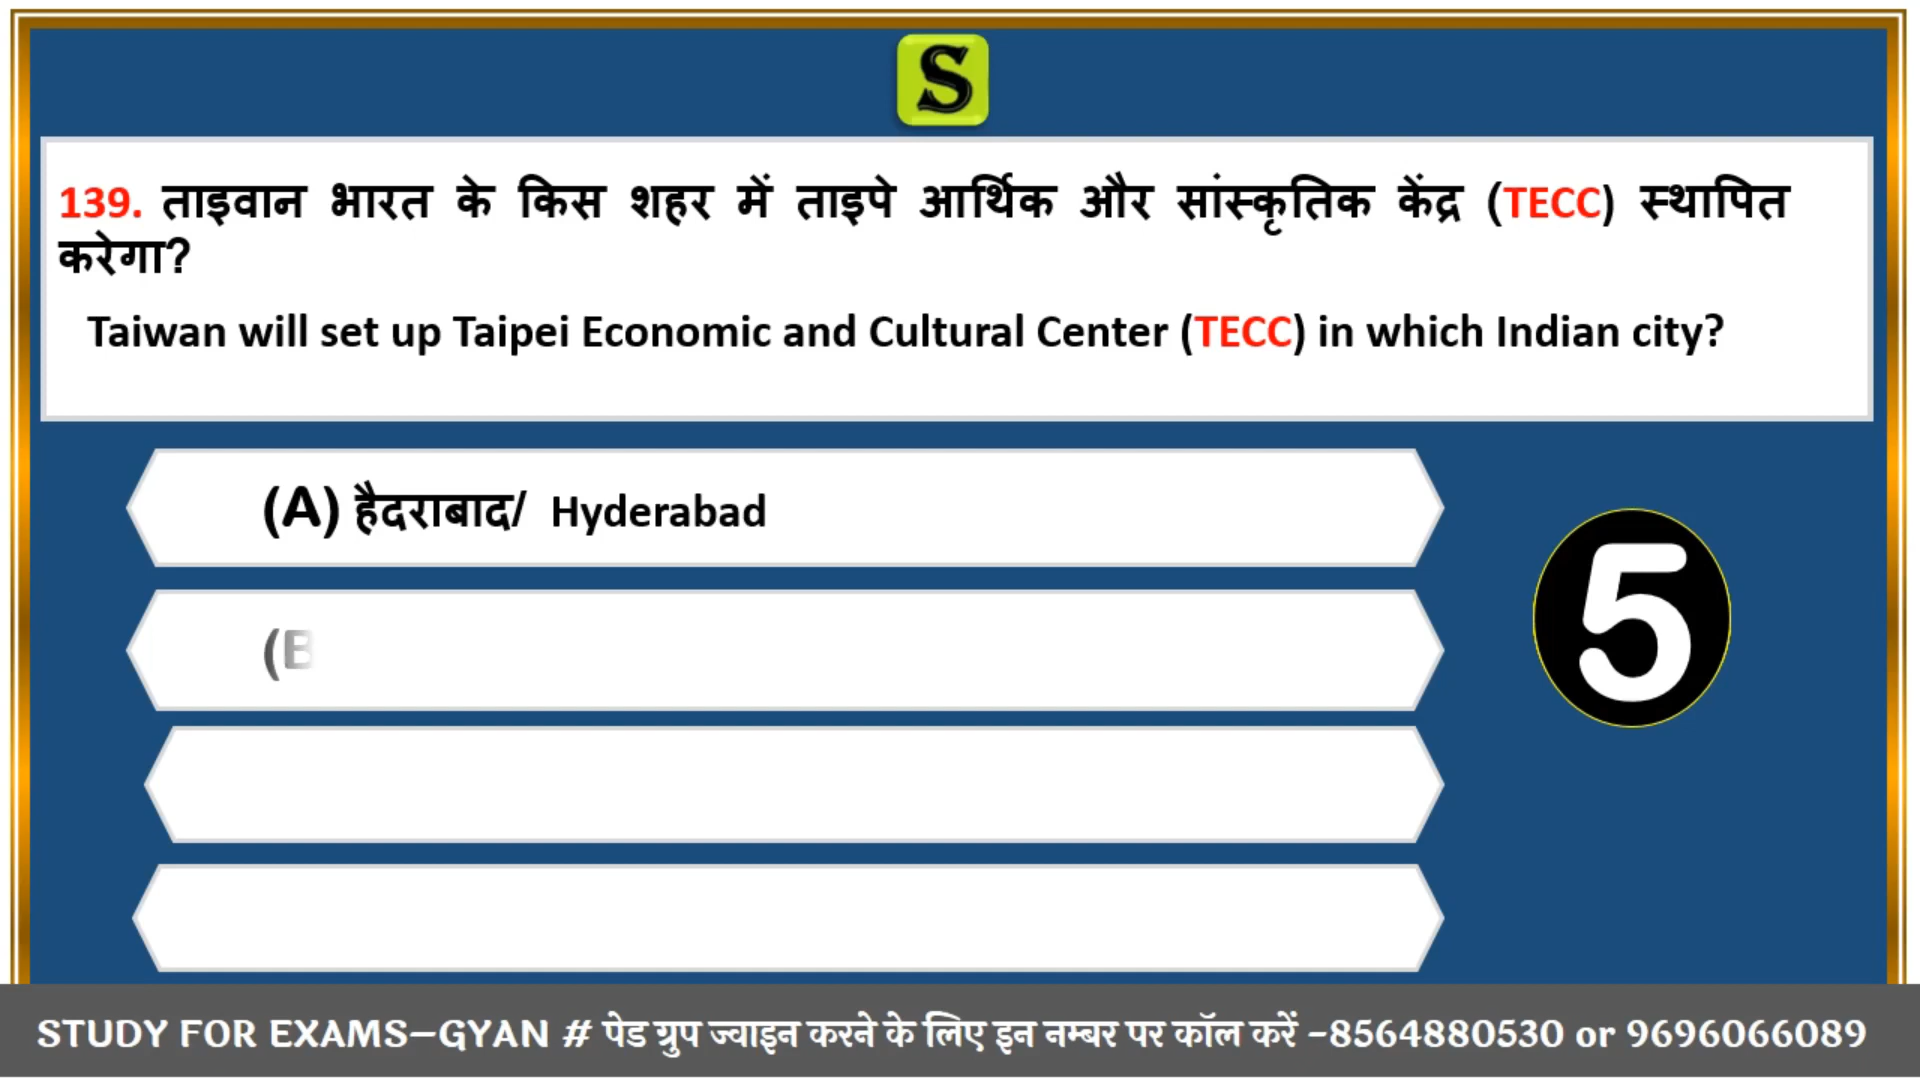 S
139. ताइवान भारत के किस शहर में ताइपे आर्थिक और सांस्कृतिक केंद्र (TECC) स्थापित
करेगा?
Taiwan will set up Taipei Economic and Cultural Center (TECC) in which Indian city?
(A) हैदराबाद/ Hyderabad
(B
5
STUDY FOR EXAMS–GYAN # पेड ग्रुप ज्वाइन करने के लिए इन नम्बर पर कॉल करें –8564880530 or 9696066089